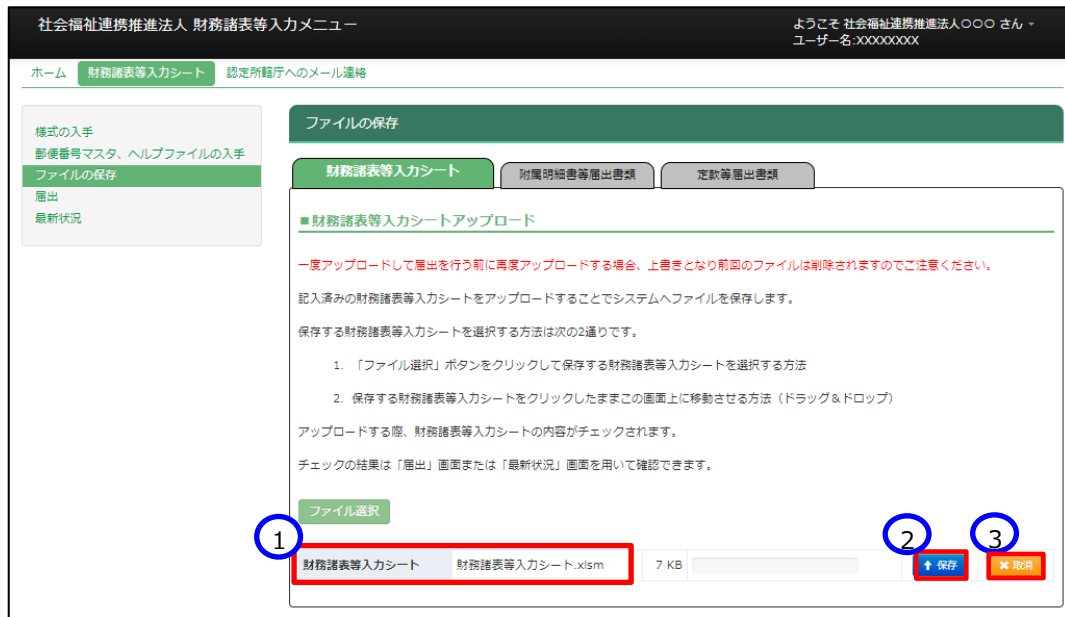 社会福祉連携推進法人 財務諸表等入力メニュー
ようこそ 社会福祉連携推進法人〇〇〇 さん
ユーザー名:XXXXXXXX
ホーム 財務諸表等入力シート 認定所轄庁へのメール連絡
様式の入手
郵便番号マスタ、ヘルプファイルの入手
ファイルの保存
届出
最新状況
ファイルの保存
財務諸表等入力シート 附属明細書等届出書類 定款等届出書類
■財務諸表等入力シートアップロード
一度アップロードして届出を行う前に再度アップロードする場合、上書きとなり前回のファイルは削除されますのでご注意ください。
記入済みの財務諸表等入力シートをアップロードすることでシステムへファイルを保存します。
保存する財務諸表等入力シートを選択する方法は次の2通りです。
1. 「ファイル選択」ボタンをクリックして保存する財務諸表等入力シートを選択する方法
2. 保存する財務諸表等入力シートをクリックしたままこの画面上に移動させる方法（ドラッグ＆ドロップ）
アップロードする際、財務諸表等入力シートの内容がチェックされます。
チェックの結果は「届出」画面または「最新状況」画面を用いて確認できます。
ファイル選択
1 2 3
財務諸表等入力シート 財務諸表等入力シート.xlsm 7 KB 保存 取消